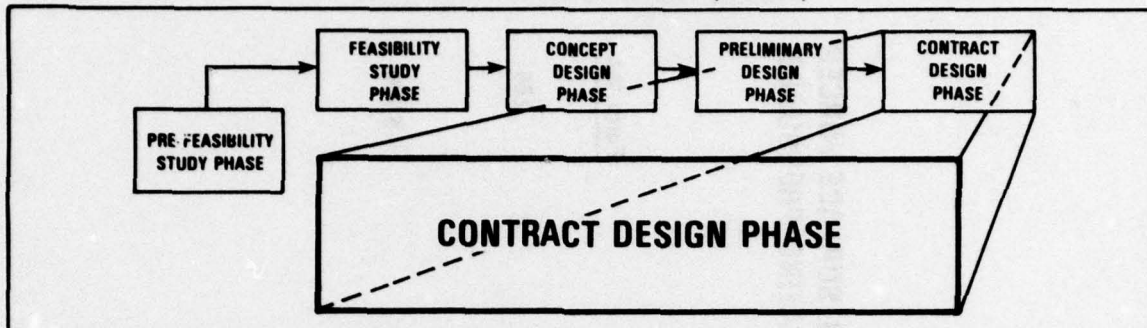 PRE-FEASIBILITY
STUDY PHASE
FEASIBILITY
STUDY
PHASE
CONCEPT
DESIGN
PHASE
PRELIMINARY
DESIGN
PHASE
CONTRACT
DESIGN
PHASE
CONTRACT DESIGN PHASE